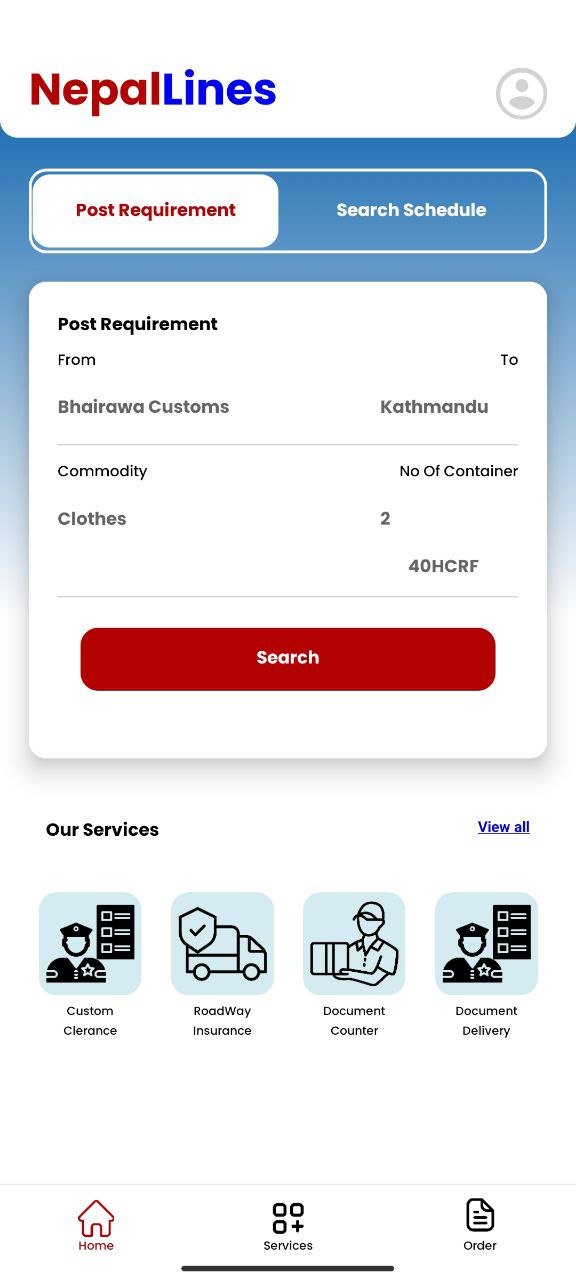 NepalLines
Post Requirement
Search Schedule
Post Requirement
From
To
Bhairawa Customs
Kathmandu
Commodity
No Of Container
Clothes
2
40HCRF
Search
Our Services
View all
Custom
Clerance
RoadWay
Insurance
Document
Counter
Document
Delivery
Home
Services
Order